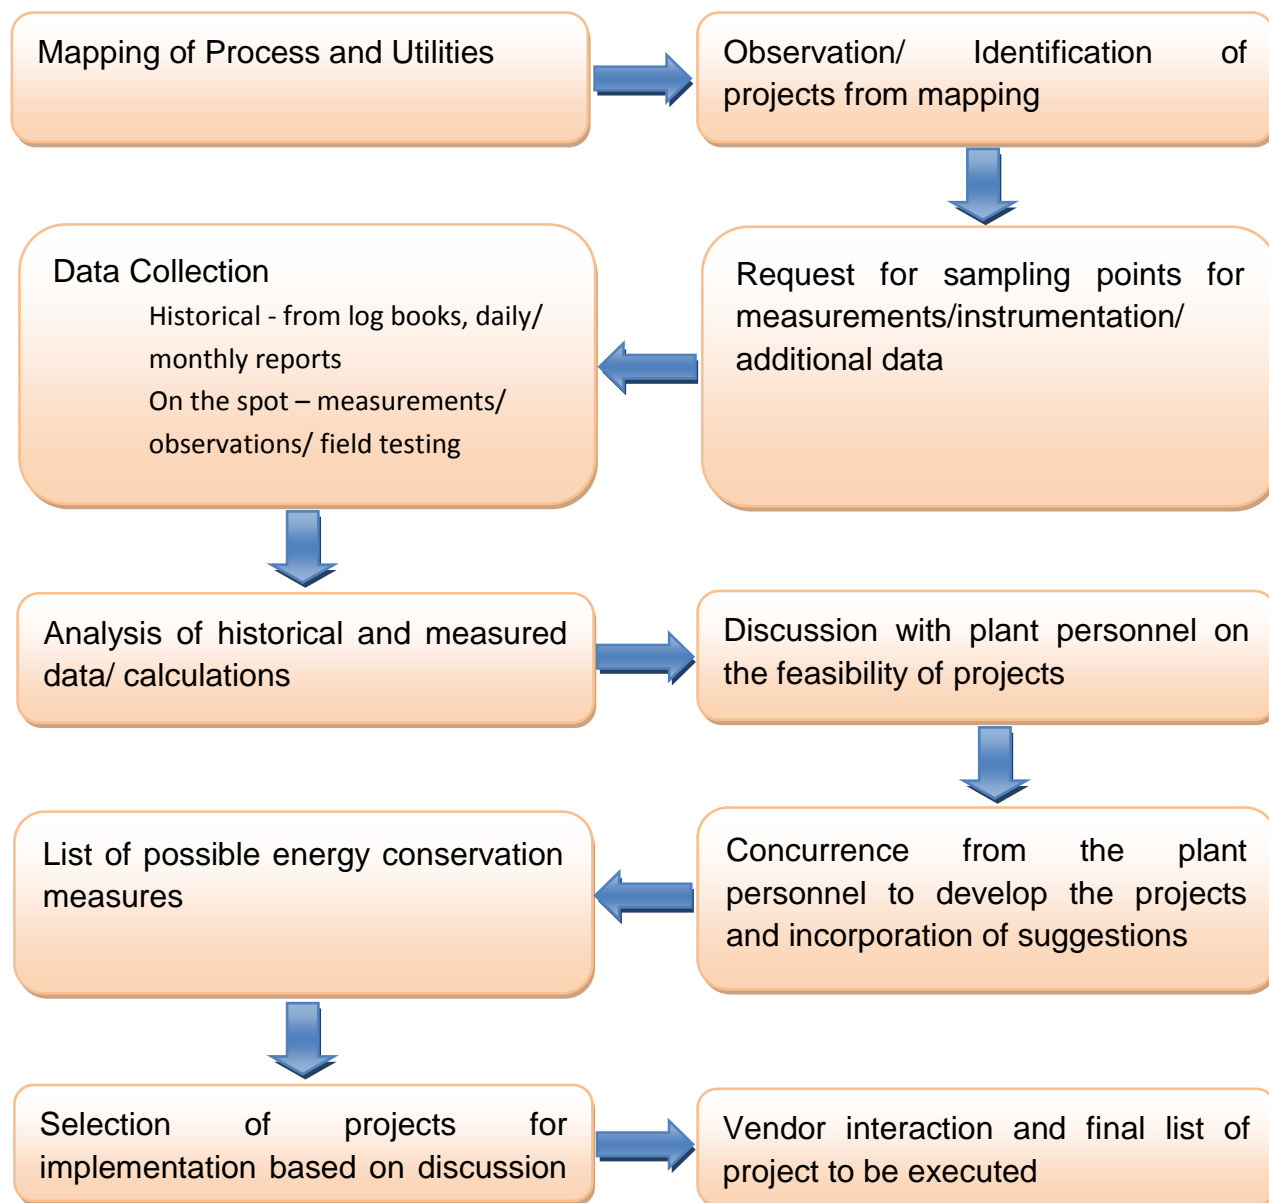 Mapping of Process and Utilities
Observation/ Identification of
projects from mapping
Request for sampling points for
measurements/instrumentation/
additional data
Data Collection
Historical - from log books, daily/
monthly reports
On the spot – measurements/
observations/ field testing
Analysis of historical and measured
data/ calculations
Discussion with plant personnel on
the feasibility of projects
Concurrence from the plant
personnel to develop the projects
and incorporation of suggestions
List of possible energy conservation
measures
Selection of projects for
implementation based on discussion
Vendor interaction and final list of
project to be executed